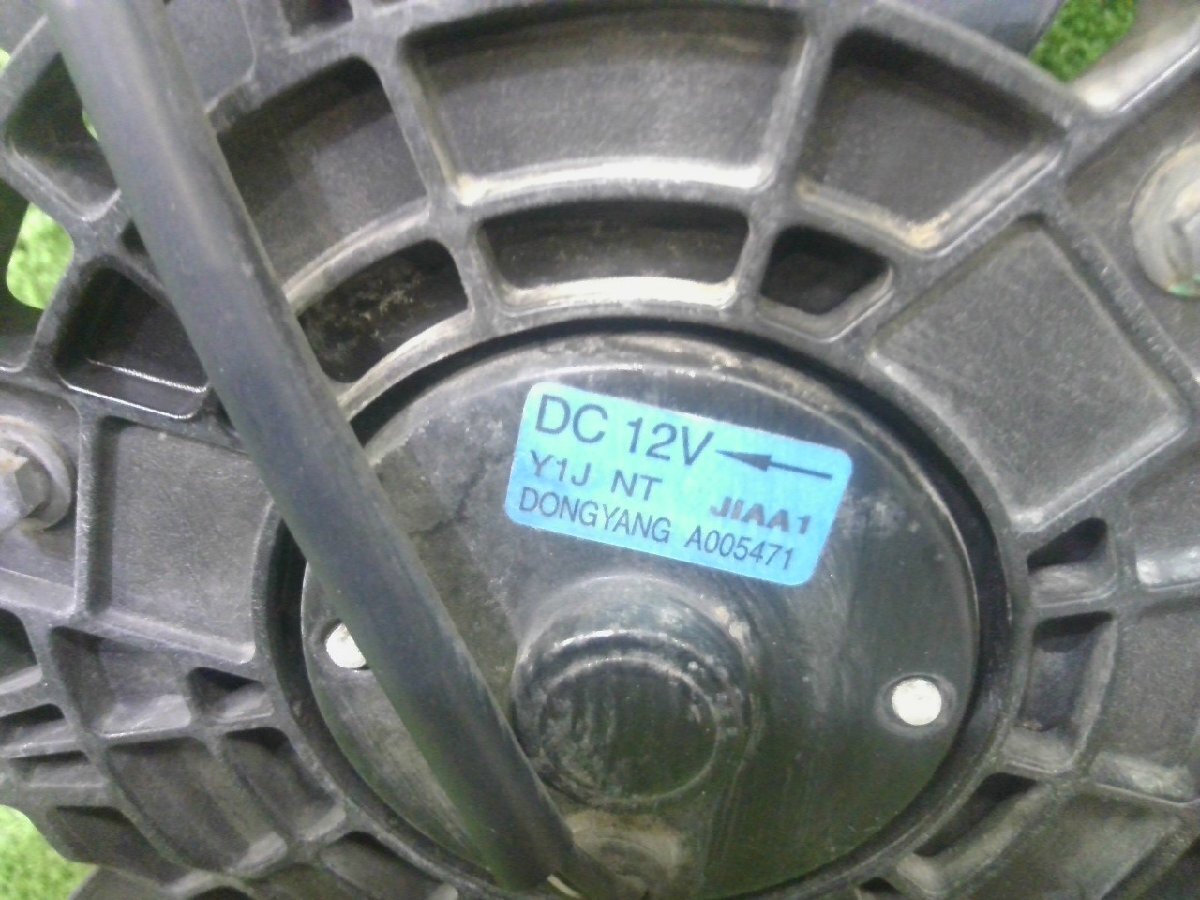 DC 12V
Y1J NT JIAA1
DONGYANG A005471